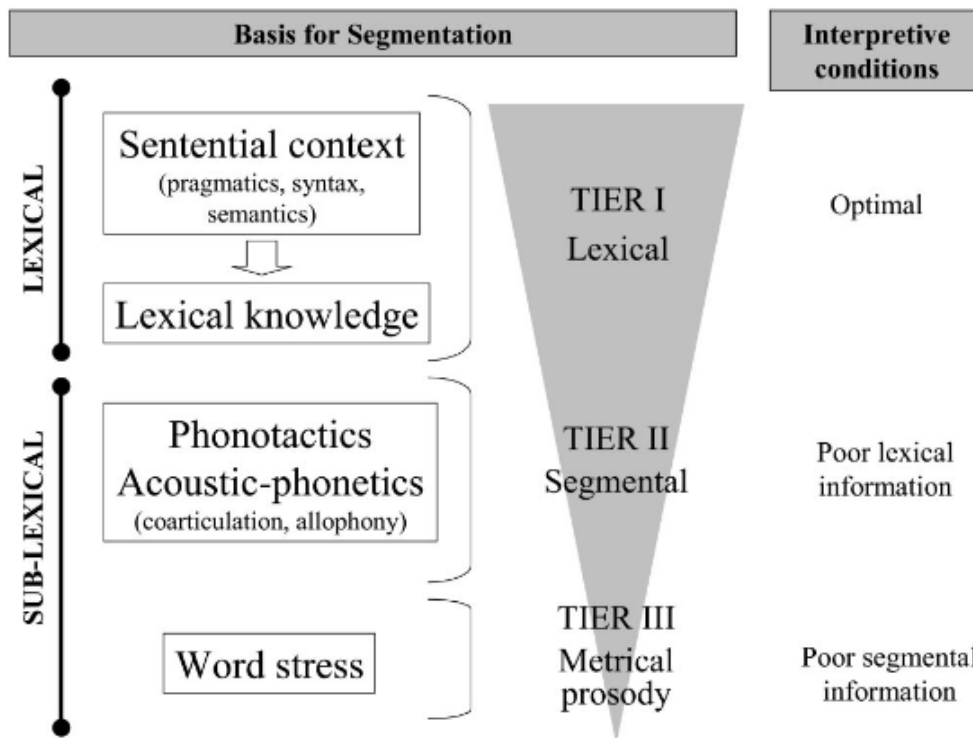 Basis for Segmentation
Interpretive
conditions
LEXICAL
Sentential context
(pragmatics, syntax,
semantics)
Lexical knowledge
TIER I
Lexical
Optimal
SUB-LEXICAL
Phonotactics
Acoustic-phonetics
(coarticulation, allophony)
TIER II
Segmental
Poor lexical
information
Word stress
TIER III
Metrical
prosody
Poor segmental
information